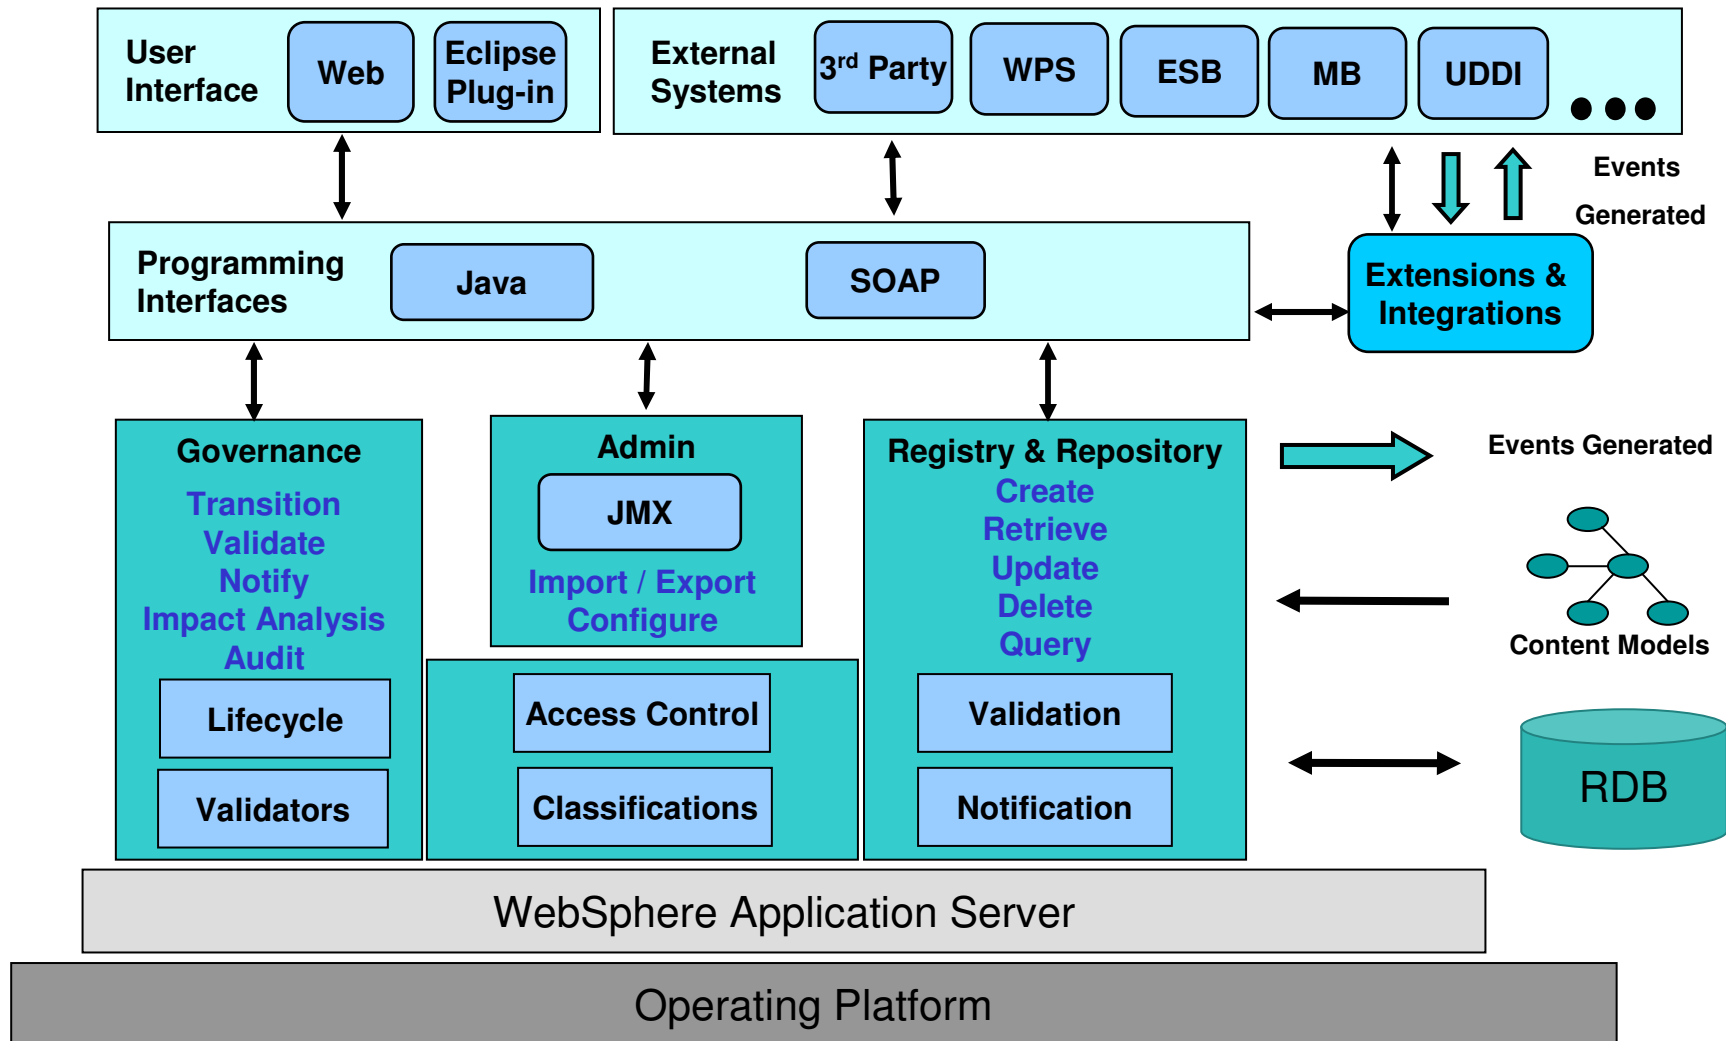 User
Interface
Web
Eclipse
Plug-in
External
Systems
3rd Party
WPS
ESB
MB
UDDI
Events
Generated
Programming
Interfaces
Java
SOAP
Extensions &
Integrations
Governance
Transition
Validate
Notify
Impact Analysis
Audit
Lifecycle
Validators
Admin
JMX
Import / Export
Configure
Access Control
Classifications
Registry & Repository
Create
Retrieve
Update
Delete
Query
Validation
Notification
Events Generated
Content Models
RDB
WebSphere Application Server
Operating Platform